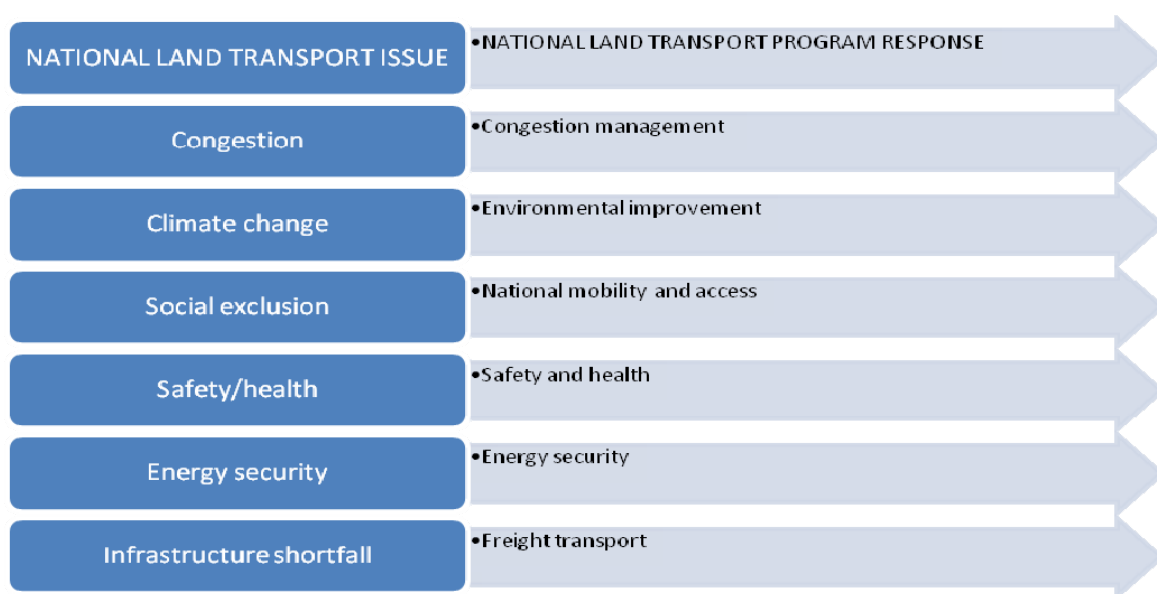 NATIONAL LAND TRANSPORT ISSUE
•NATIONAL LAND TRANSPORT PROGRAM RESPONSE
Congestion
•Congestion management
Climate change
•Environmental improvement
Social exclusion
•National mobility and access
Safety/health
•Safety and health
Energy security
•Energy security
Infrastructure shortfall
•Freight transport